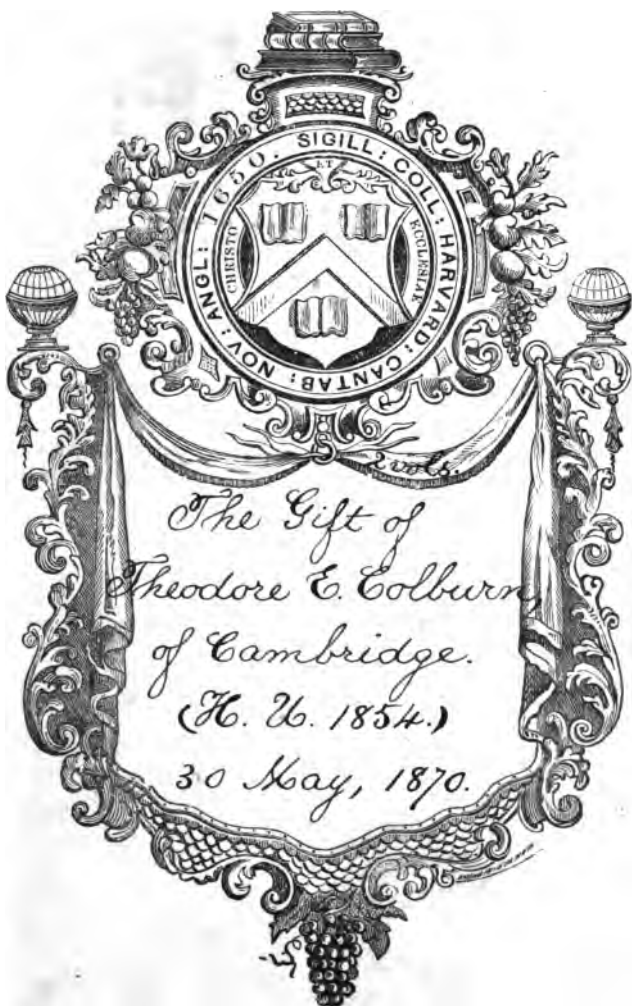 SIGILL: COLL: HARVARD: CANTAB: NOV: ANGL: 1650.
ET
CHRISTO
ECCLESIAE
2 vols.
The Gift of
Theodore E. Colburn,
of Cambridge.
(H. U. 1854.)
30 May, 1870.